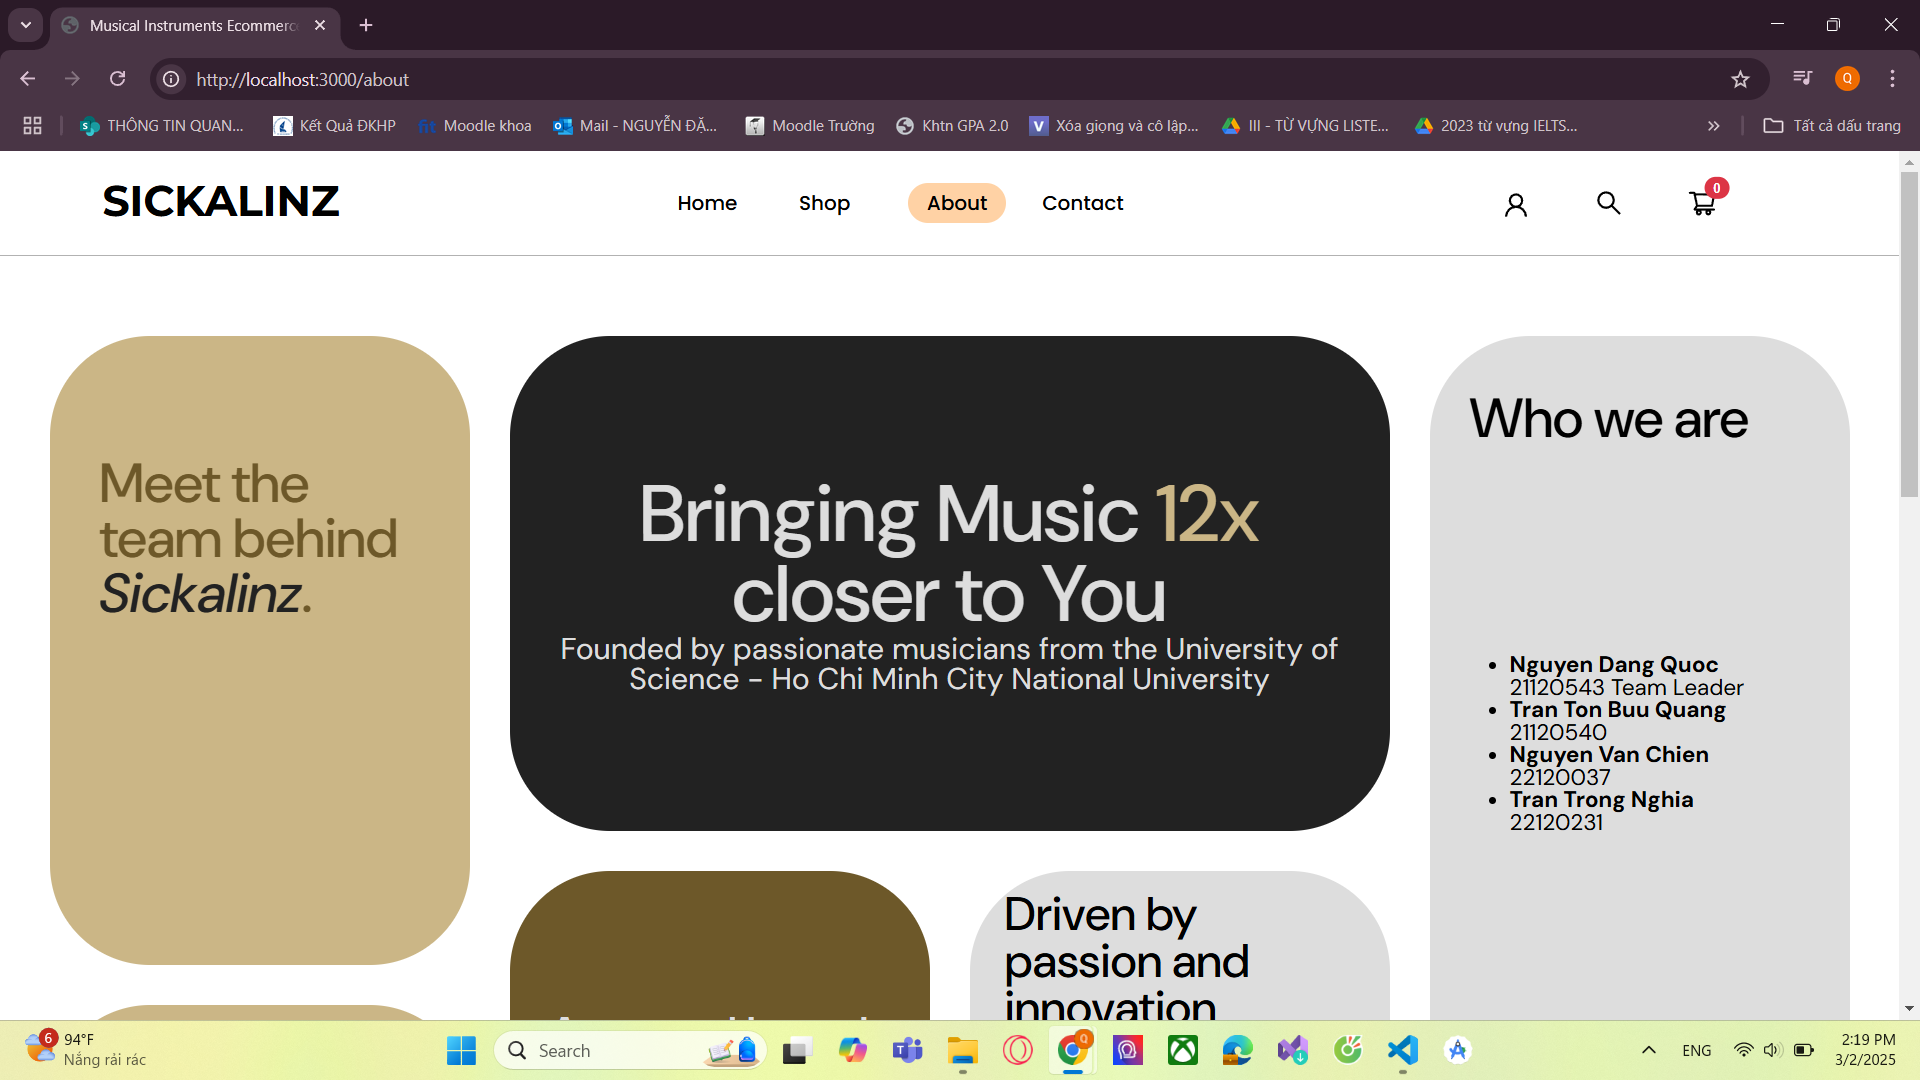 Musical Instruments Ecommerc
http://localhost:3000/about
Q
THÔNG TIN QUAN...
Kết Quả ĐKHP
fit
Moodle khoa
Mail - NGUYỄN ĐẶ...
Moodle Trường
Khtn GPA 2.0
V
Xóa giọng và cô lập...
III - TỪ VỰNG LISTE...
2023 từ vựng IELTS...
Tất cả dấu trang
SICKALINZ
Home
Shop
About
Contact
0
Meet the
team behind
Sickalinz.
Bringing Music 12x
closer to You
Founded by passionate musicians from the University of
Science - Ho Chi Minh City National University
Who we are
Nguyen Dang Quoc
21120543 Team Leader
Tran Ton Buu Quang
21120540
Nguyen Van Chien
22120037
Tran Trong Nghia
22120231
Driven by
passion and
innovation
6
94°F
Nắng rải rác
Search
Q
ENG
2:19 PM
3/2/2025